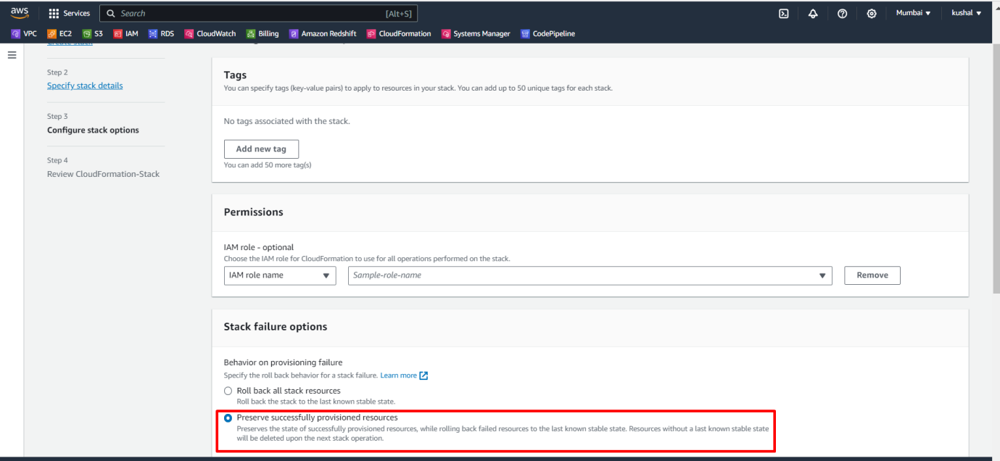 aws
Services
Search
[Alt+S]
Mumbai
kushal
VPC
EC2
S3
IAM
RDS
CloudWatch
Billing
Amazon Redshift
CloudFormation
Systems Manager
CodePipeline
Create stack
Step 2
Specify stack details
Step 3
Configure stack options
Step 4
Review CloudFormation-Stack
Tags
You can specify tags (key-value pairs) to apply to resources in your stack. You can add up to 50 unique tags for each stack.
No tags associated with the stack.
Add new tag
You can add 50 more tag(s)
Permissions
IAM role - optional
Choose the IAM role for CloudFormation to use for all operations performed on the stack.
IAM role name
Sample-role-name
Remove
Stack failure options
Behavior on provisioning failure
Specify the roll back behavior for a stack failure. Learn more
Roll back all stack resources
Roll back the stack to the last known stable state.
Preserve successfully provisioned resources
Preserves the state of successfully provisioned resources, while rolling back failed resources to the last known stable state. Resources without a last known stable state
will be deleted upon the next stack operation.